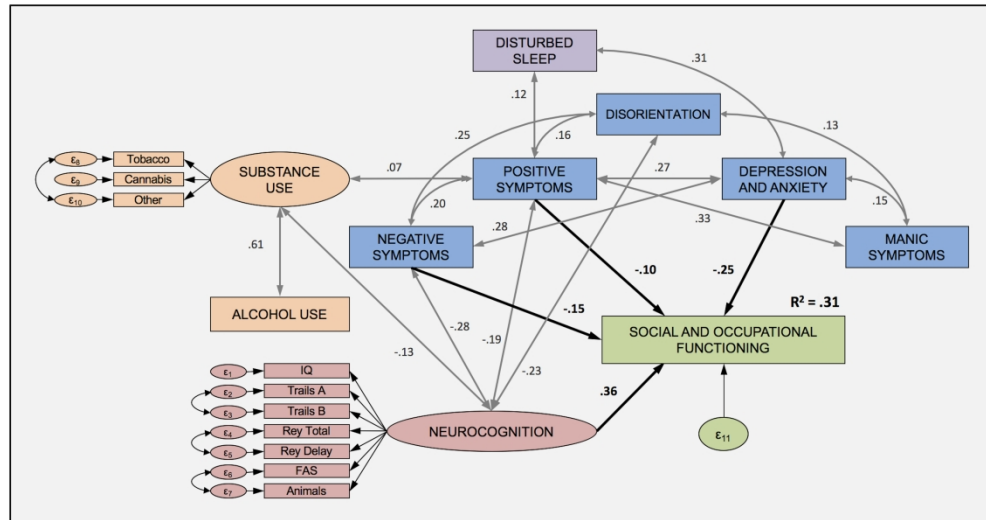 DISTURBED
SLEEP
.31
.12
DISORIENTATION
.25
.16
.13
ε8
Tobacco
ε9
Cannabis
ε10
Other
SUBSTANCE
USE
.07
POSITIVE
SYMPTOMS
.27
DEPRESSION
AND ANXIETY
.20
.28
.33
.15
NEGATIVE
SYMPTOMS
MANIC
SYMPTOMS
.61
-.10
-.25
R² = .31
ALCOHOL USE
-.15
SOCIAL AND OCCUPATIONAL
FUNCTIONING
-.28
-.19
-.13
-.23
.36
ε1
IQ
ε2
Trails A
ε3
Trails B
ε4
Rey Total
ε5
Rey Delay
ε6
FAS
ε7
Animals
NEUROCOGNITION
ε11